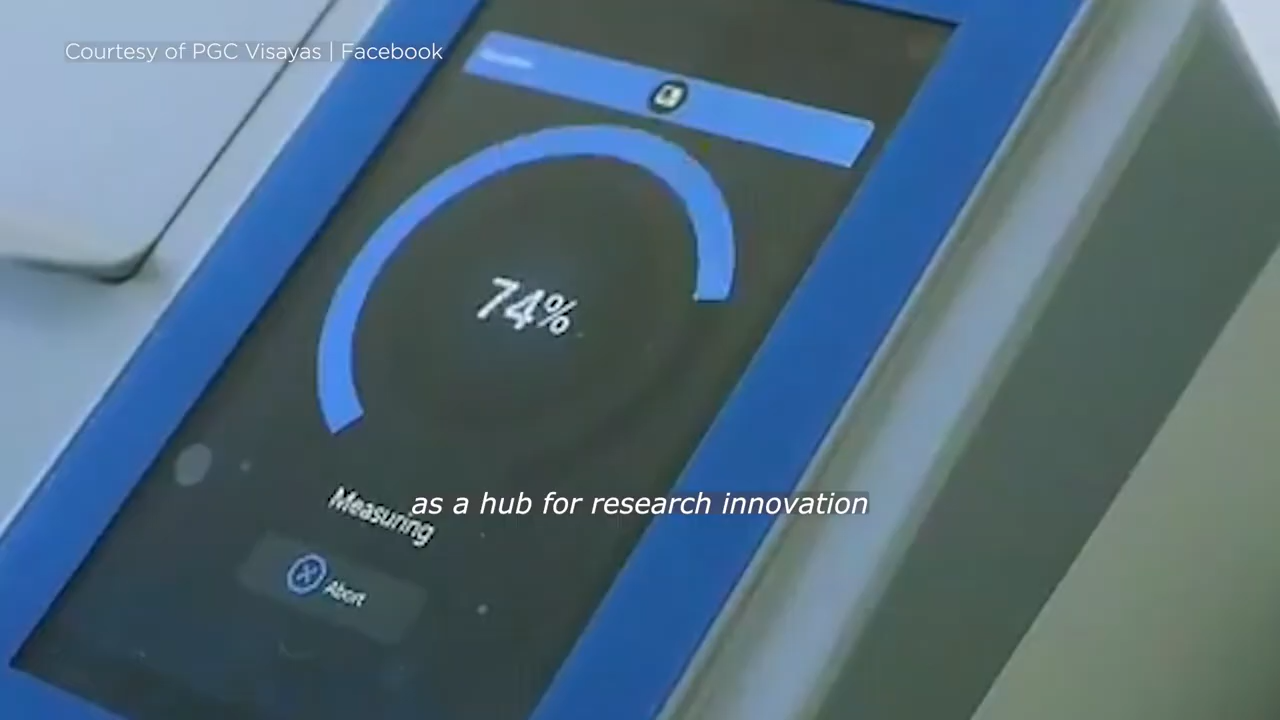 Courtesy of PGC Visayas | Facebook
74%
as a hub for research innovation
Measuring
Abort